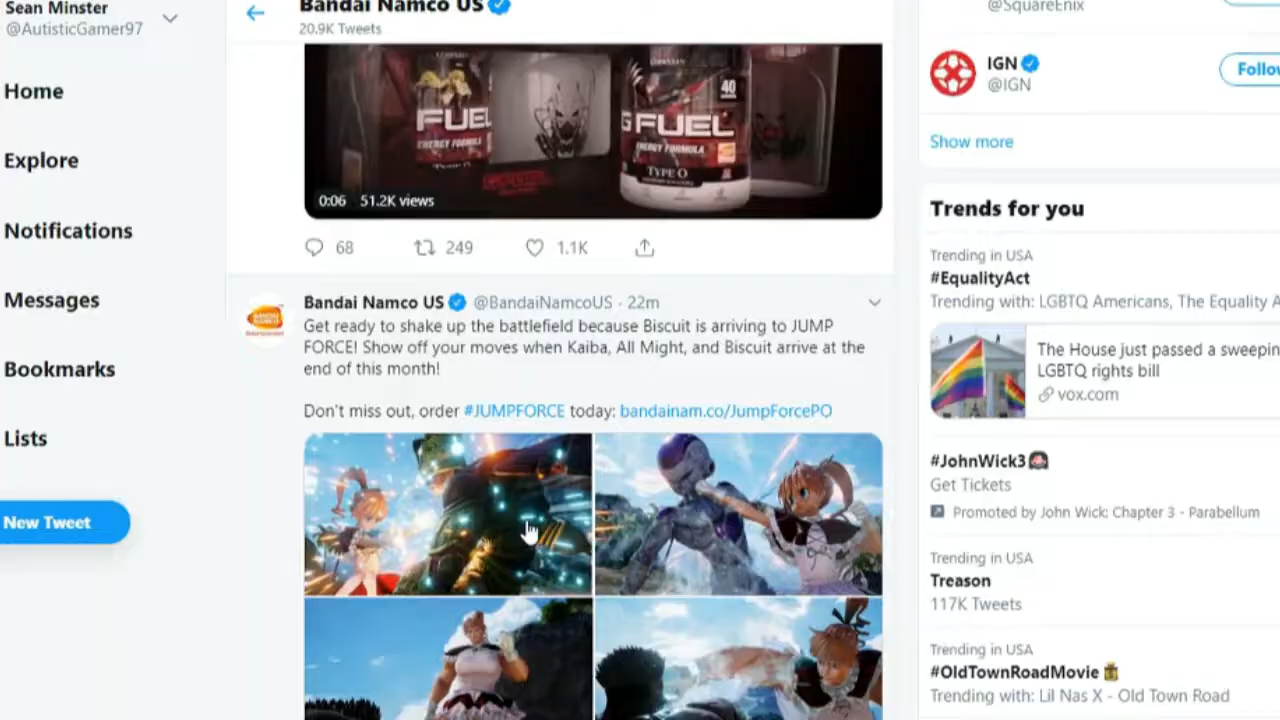 Sean Minster
@AutisticGamer97
Home
Explore
Notifications
Messages
Bookmarks
Lists
New Tweet
Bandai Namco US
20.9K Tweets
FUEL
ENERGY FORMULA
G FUEL
ENERGY FORMULA
TYPE O
40
0:06 51.2K views
68 249 1.1K
Bandai Namco US @BandaiNamcoUS · 22m
Get ready to shake up the battlefield because Biscuit is arriving to JUMP
FORCE! Show off your moves when Kaiba, All Might, and Biscuit arrive at the
end of this month!
Don't miss out, order #JUMPFORCE today: bandainam.co/JumpForcePO
@SquareEnix
IGN
@IGN
Follow
Show more
Trends for you
Trending in USA
#EqualityAct
Trending with: LGBTQ Americans, The Equality A
The House just passed a sweepin
LGBTQ rights bill
vox.com
#JohnWick3
Get Tickets
Promoted by John Wick: Chapter 3 - Parabellum
Trending in USA
Treason
117K Tweets
Trending in USA
#OldTownRoadMovie
Trending with: Lil Nas X - Old Town Road